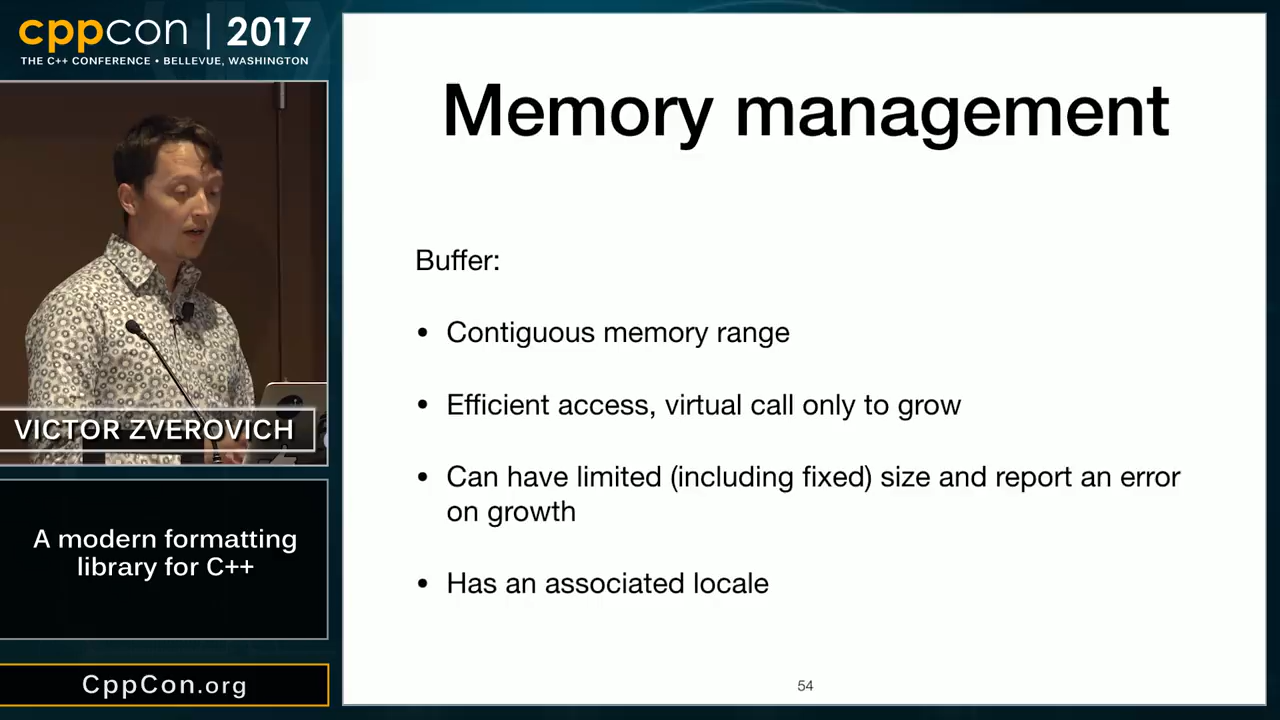 cppcon | 2017
THE C++ CONFERENCE • BELLEVUE, WASHINGTON
VICTOR ZVEROVICH
A modern formatting
library for C++
CppCon.org
Memory management
Buffer:
• Contiguous memory range
• Efficient access, virtual call only to grow
• Can have limited (including fixed) size and report an error
on growth
• Has an associated locale
54